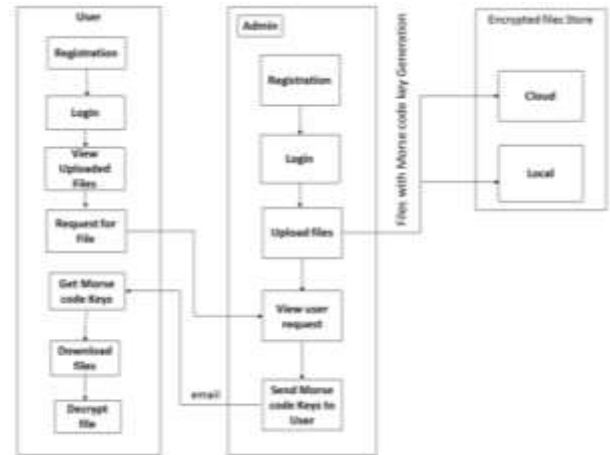 User
Registration
Login
View
Uploaded
Files
Request for
File
Get Morse
code Keys
Download
files
Decrypt
file
Admin
Registration
Login
Upload files
View user
request
Send Morse
code Keys to
User
email
Files with Morse code key Generation
Encrypted files Store
Cloud
Local